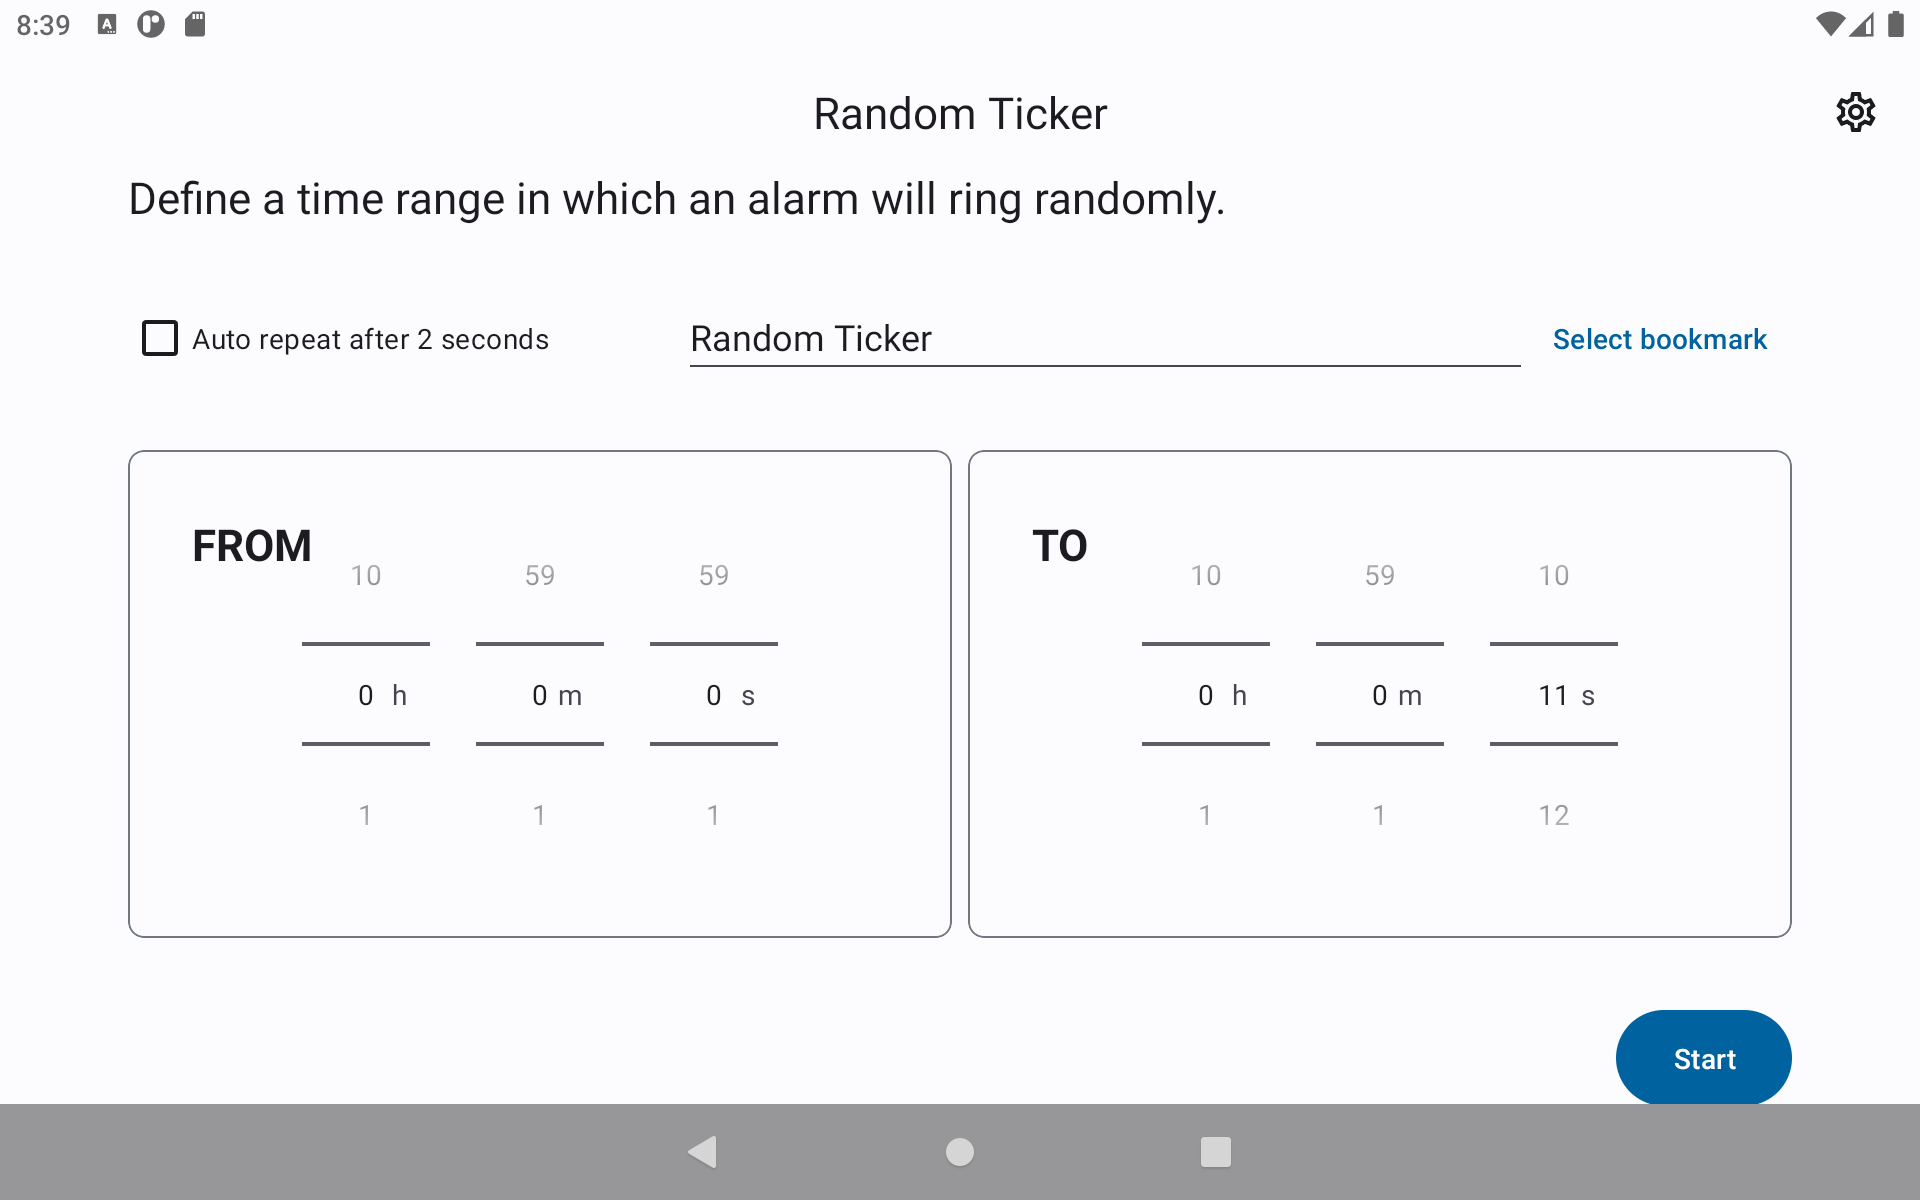 8:39
Random Ticker
Define a time range in which an alarm will ring randomly.
Auto repeat after 2 seconds
Random Ticker
Select bookmark
FROM
10 59 59
0 h 0 m 0 s
1 1 1
TO
10 59 10
0 h 0 m 11 s
1 1 12
Start